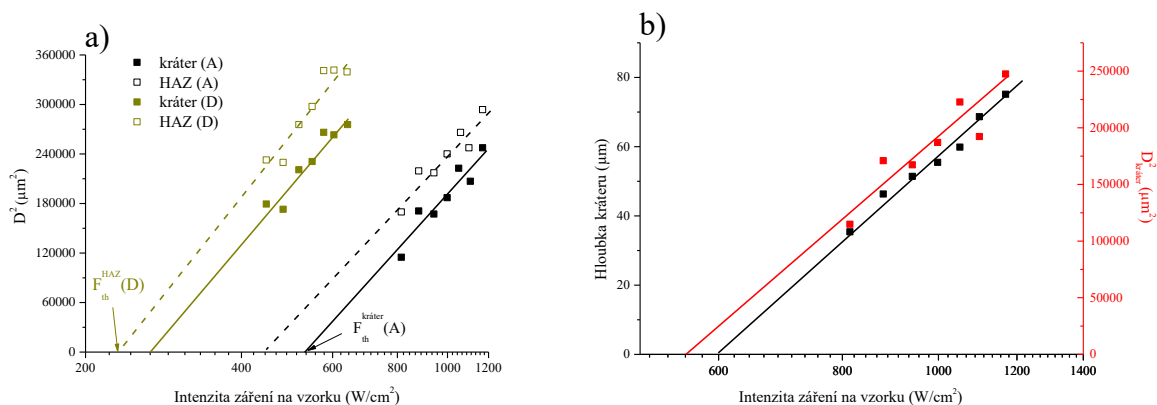 a)
360000
300000
240000
180000
120000
60000
0
D² (μm²)
kráter (A)
HAZ (A)
kráter (D)
HAZ (D)
F_th^HAZ (D)
F_th^kráter (A)
200 400 600 800 1000 1200
Intenzita záření na vzorku (W/cm²)
b)
80
60
40
20
0
Hloubka kráteru (μm)
250000
200000
150000
100000
50000
0
D²_kráter (μm²)
600 800 1000 1200 1400
Intenzita záření na vzorku (W/cm²)